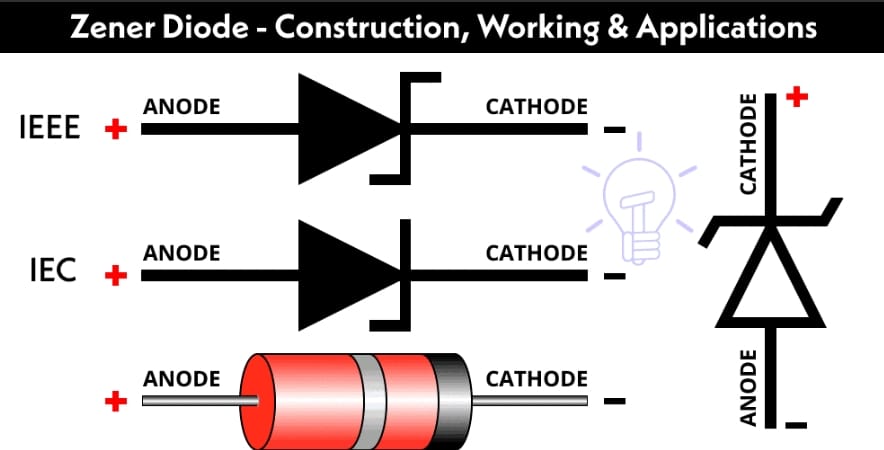 Zener Diode - Construction, Working & Applications
IEEE + ANODE CATHODE -
IEC + ANODE CATHODE -
+ ANODE CATHODE -
CATHODE +
ANODE -